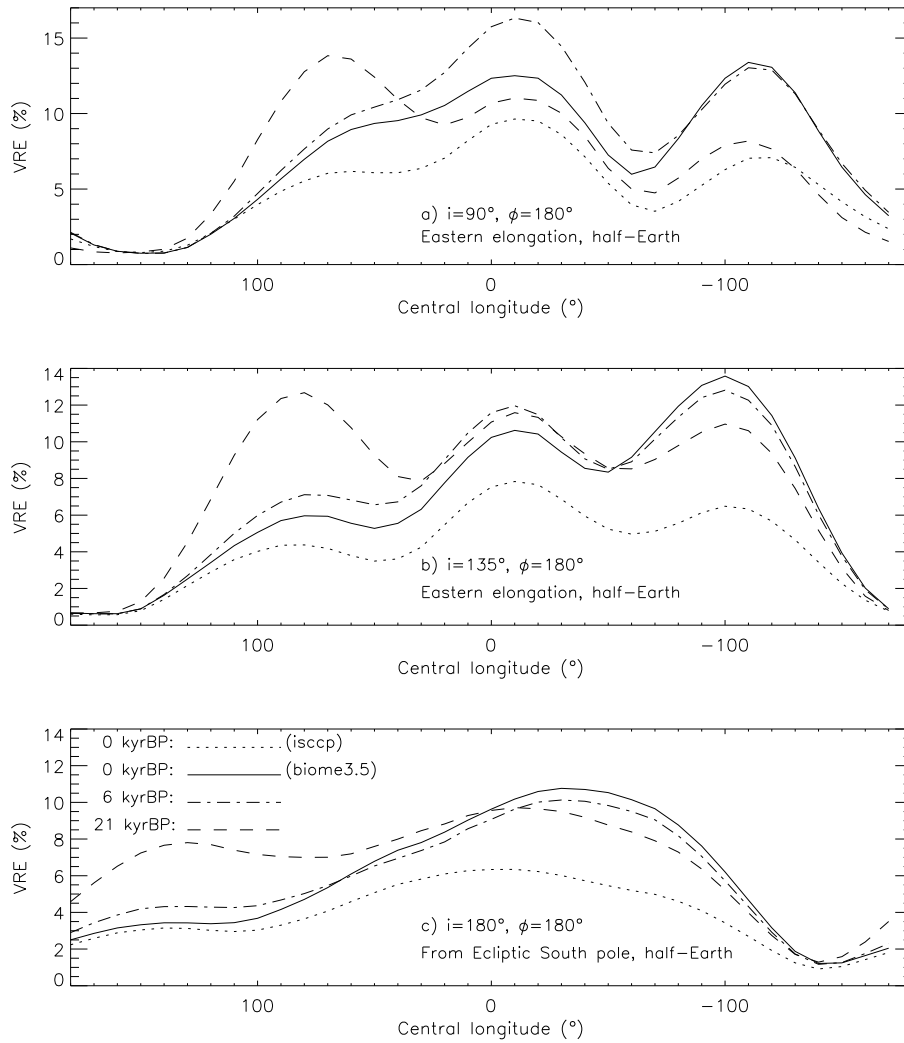 15
10
5
0
VRE (%)
a) i=90°, ϕ=180°
Eastern elongation, half−Earth
100 0 −100
Central longitude (°)
14
12
10
8
6
4
2
0
VRE (%)
b) i=135°, ϕ=180°
Eastern elongation, half−Earth
100 0 −100
Central longitude (°)
14
12
10
8
6
4
2
0
VRE (%)
0 kyrBP: (isccp)
0 kyrBP: (biome3.5)
6 kyrBP:
21 kyrBP:
c) i=180°, ϕ=180°
From Ecliptic South pole, half−Earth
100 0 −100
Central longitude (°)